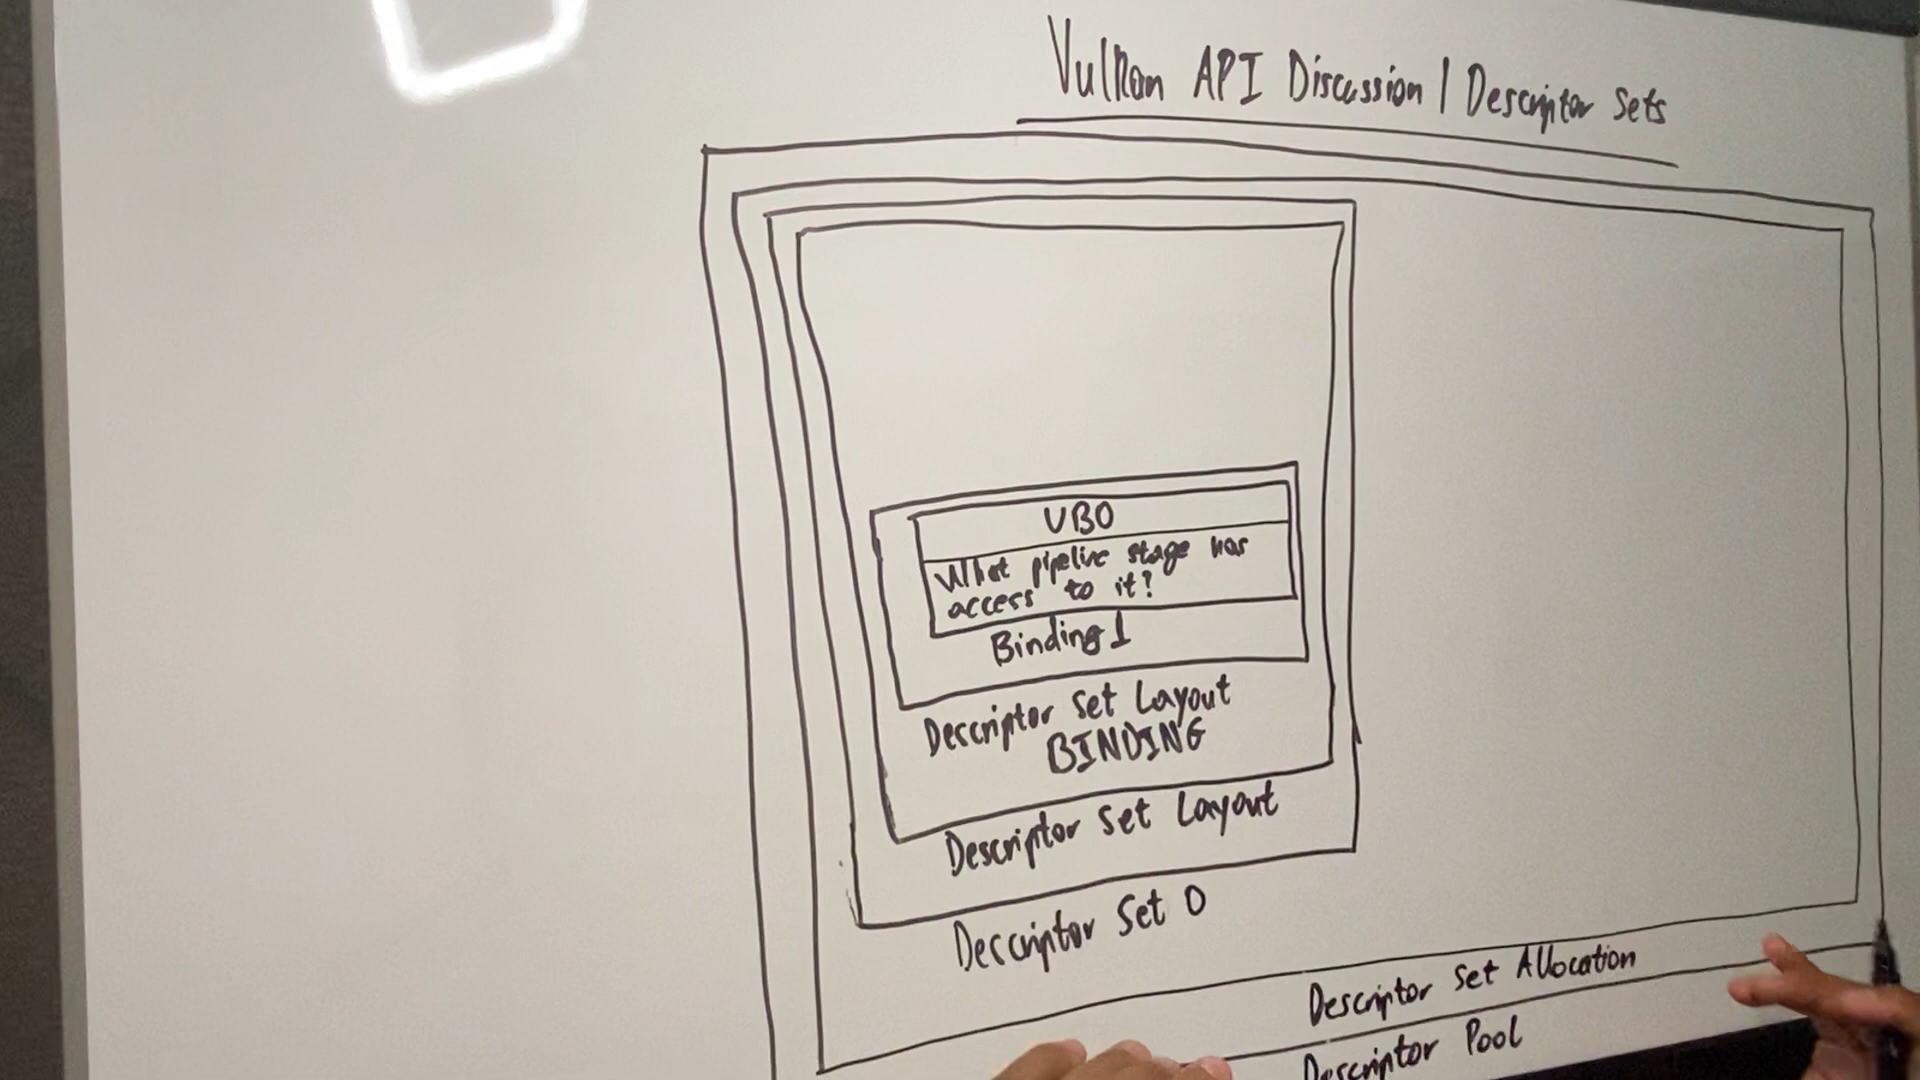 Vulkan API Discussion | Descriptor Sets
UBO
What pipeline stage has
access to it?
Binding 1
Descriptor Set Layout
BINDING
Descriptor Set Layout
Descriptor Set 0
Descriptor Set Allocation
Descriptor Pool